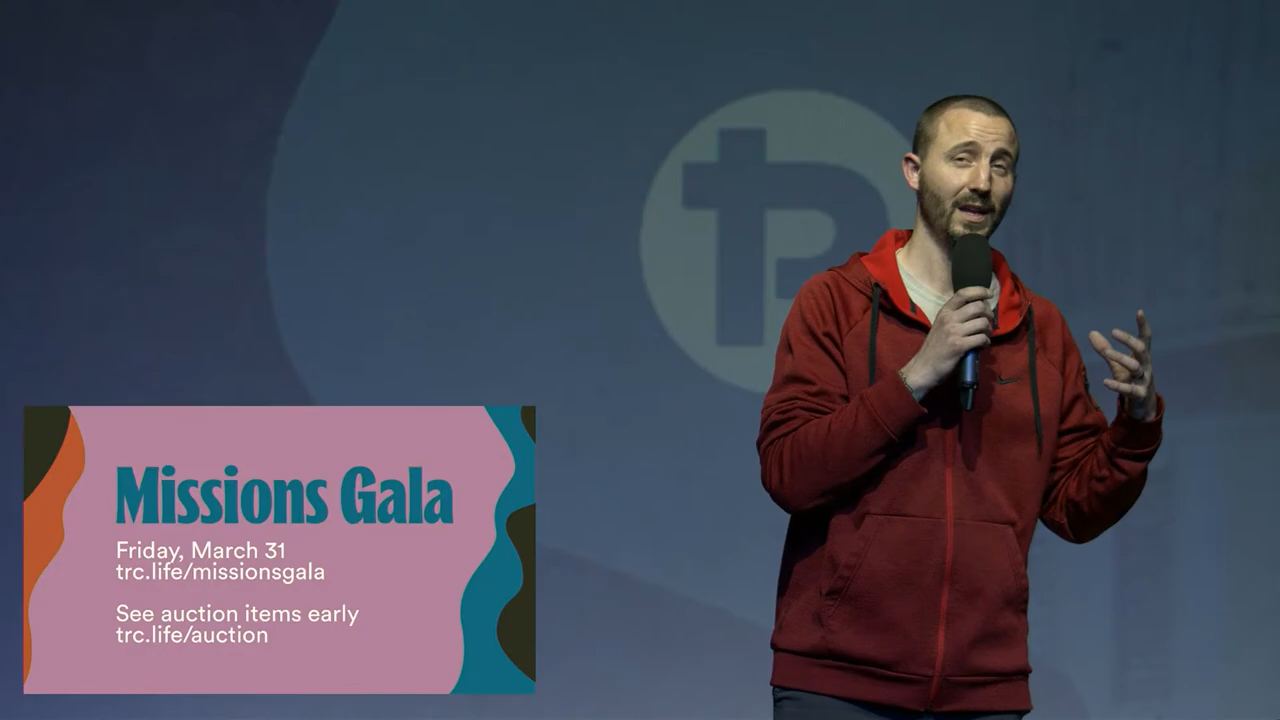 Missions Gala
Friday, March 31
trc.life/missionsgala
See auction items early
trc.life/auction